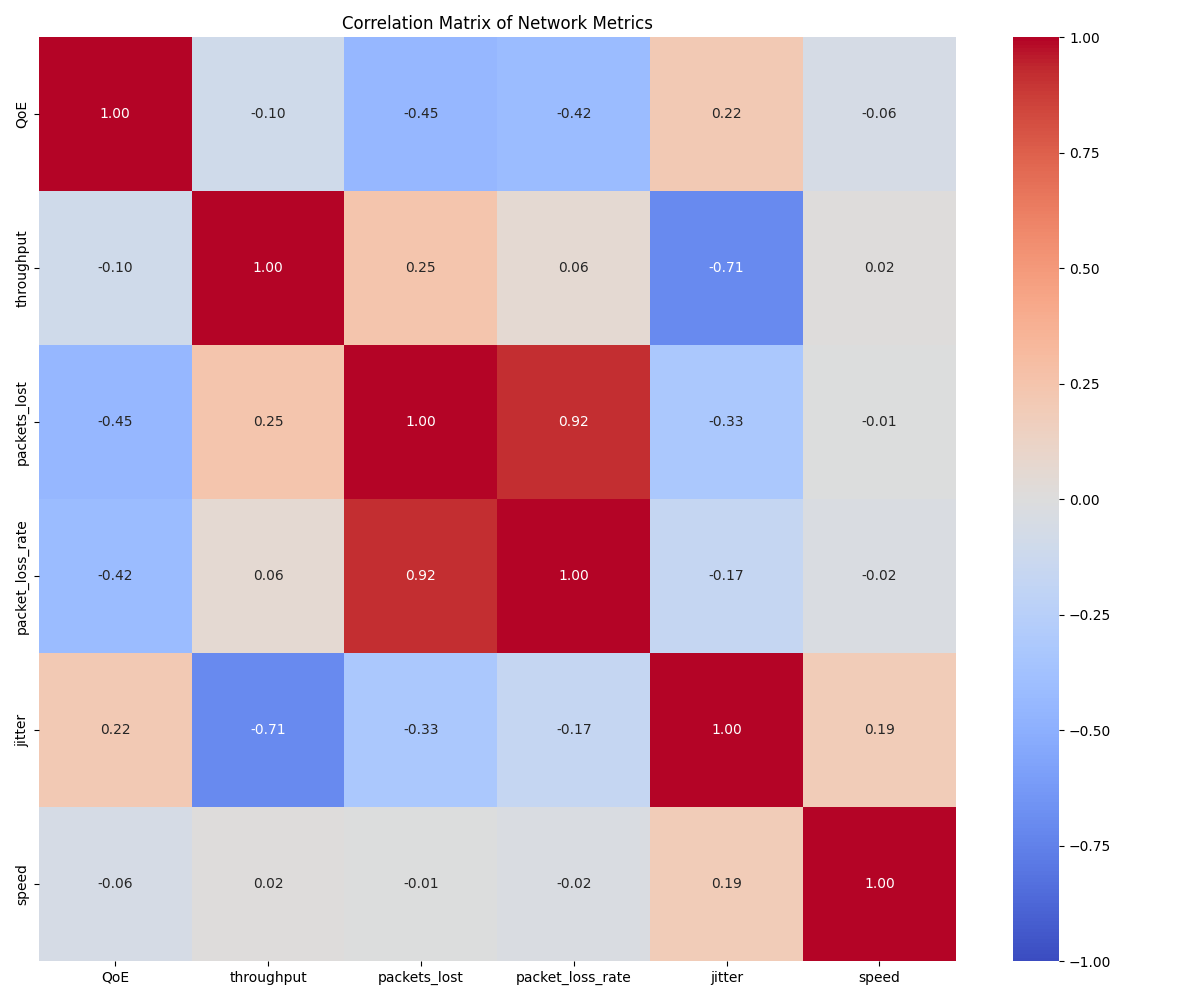 Correlation Matrix of Network Metrics
QoE 1.00 -0.10 -0.45 -0.42 0.22 -0.06
throughput -0.10 1.00 0.25 0.06 -0.71 0.02
packets_lost -0.45 0.25 1.00 0.92 -0.33 -0.01
packet_loss_rate -0.42 0.06 0.92 1.00 -0.17 -0.02
jitter 0.22 -0.71 -0.33 -0.17 1.00 0.19
speed -0.06 0.02 -0.01 -0.02 0.19 1.00
QoE throughput packets_lost packet_loss_rate jitter speed
1.00
0.75
0.50
0.25
0.00
−0.25
−0.50
−0.75
−1.00